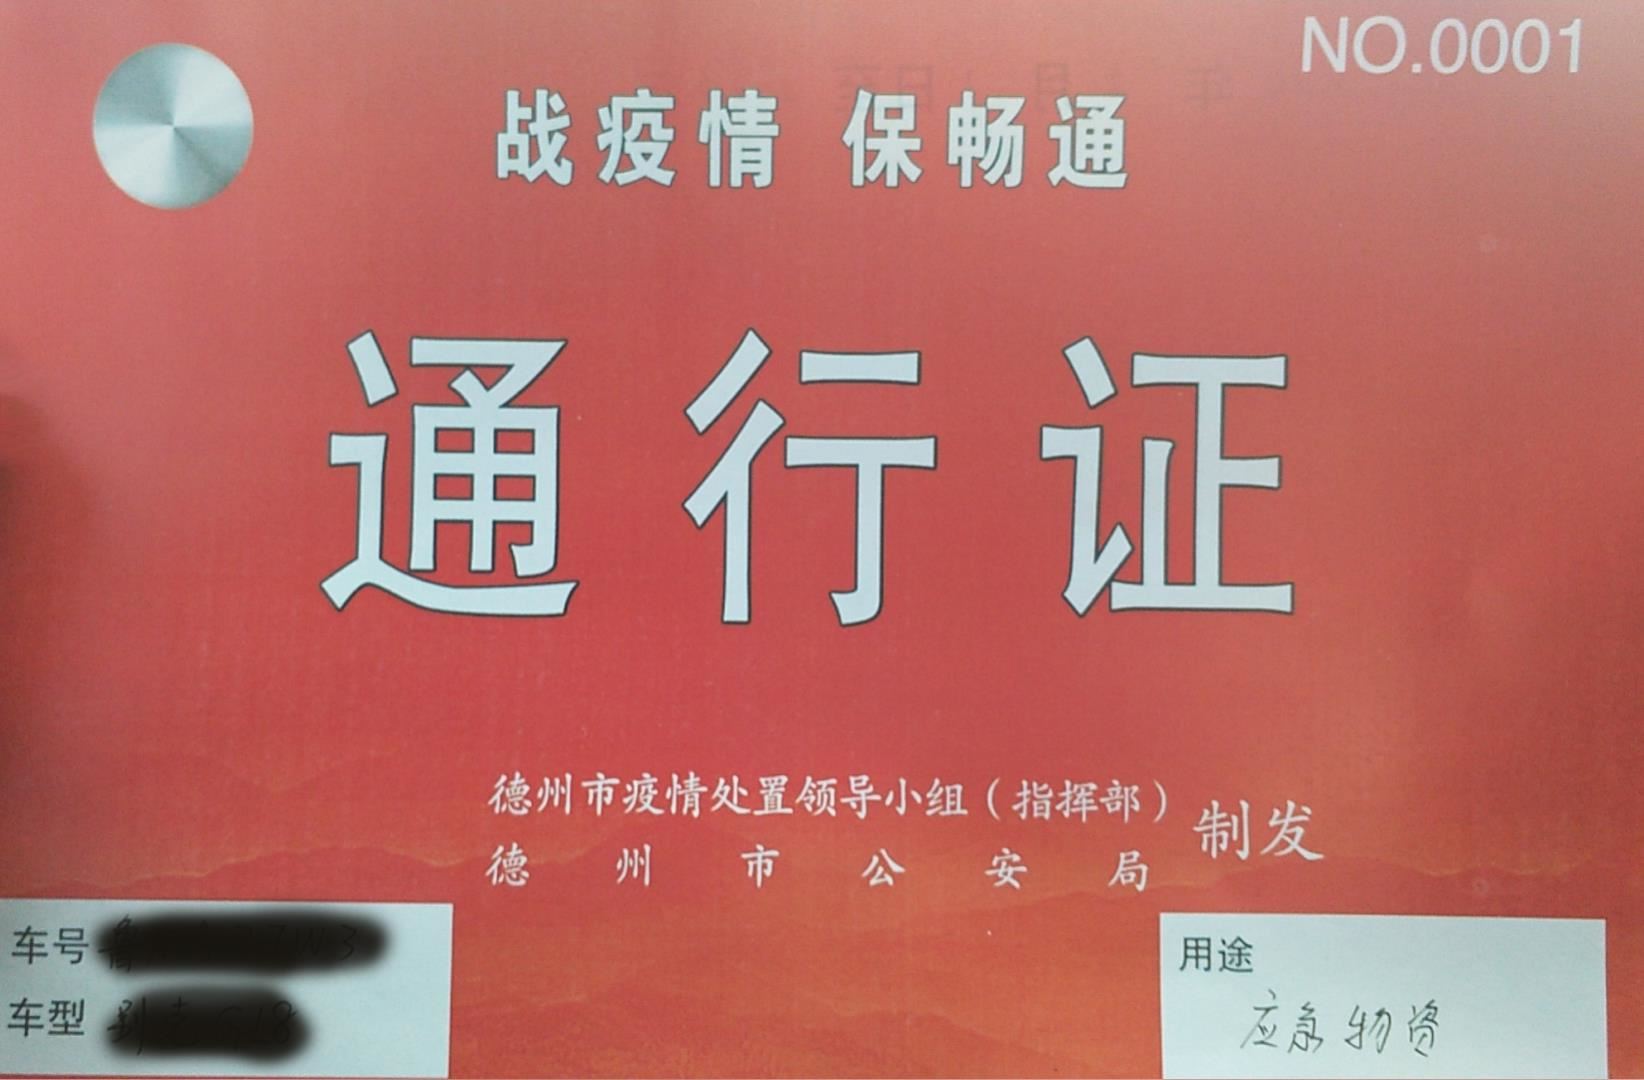 NO.0001
战疫情 保畅通
通行证
德州市疫情处置领导小组（指挥部）
德州市公安局
制发
车号
车型
用途
应急物资